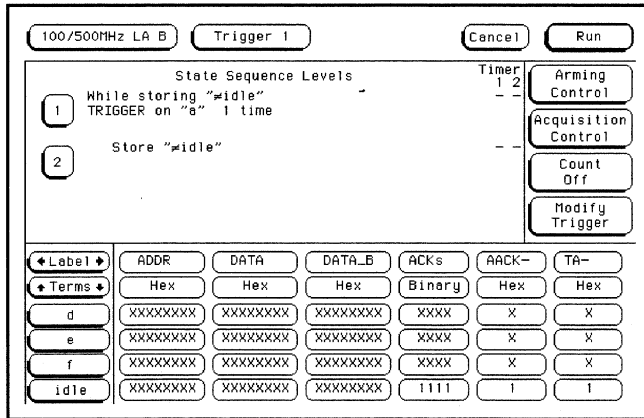 100/500MHz LA B Trigger 1 Cancel Run
State Sequence Levels Timer
1 2
While storing "≠idle" - -
1 TRIGGER on "a" 1 time
Store "≠idle" - -
2
Arming
Control
Acquisition
Control
Count
Off
Modify
Trigger
Label ADDR DATA DATA_B ACKs AACK- TA-
Terms Hex Hex Hex Binary Hex Hex
d XXXXXXXX XXXXXXXX XXXXXXXX XXXX X X
e XXXXXXXX XXXXXXXX XXXXXXXX XXXX X X
f XXXXXXXX XXXXXXXX XXXXXXXX XXXX X X
idle XXXXXXXX XXXXXXXX XXXXXXXX 1111 1 1